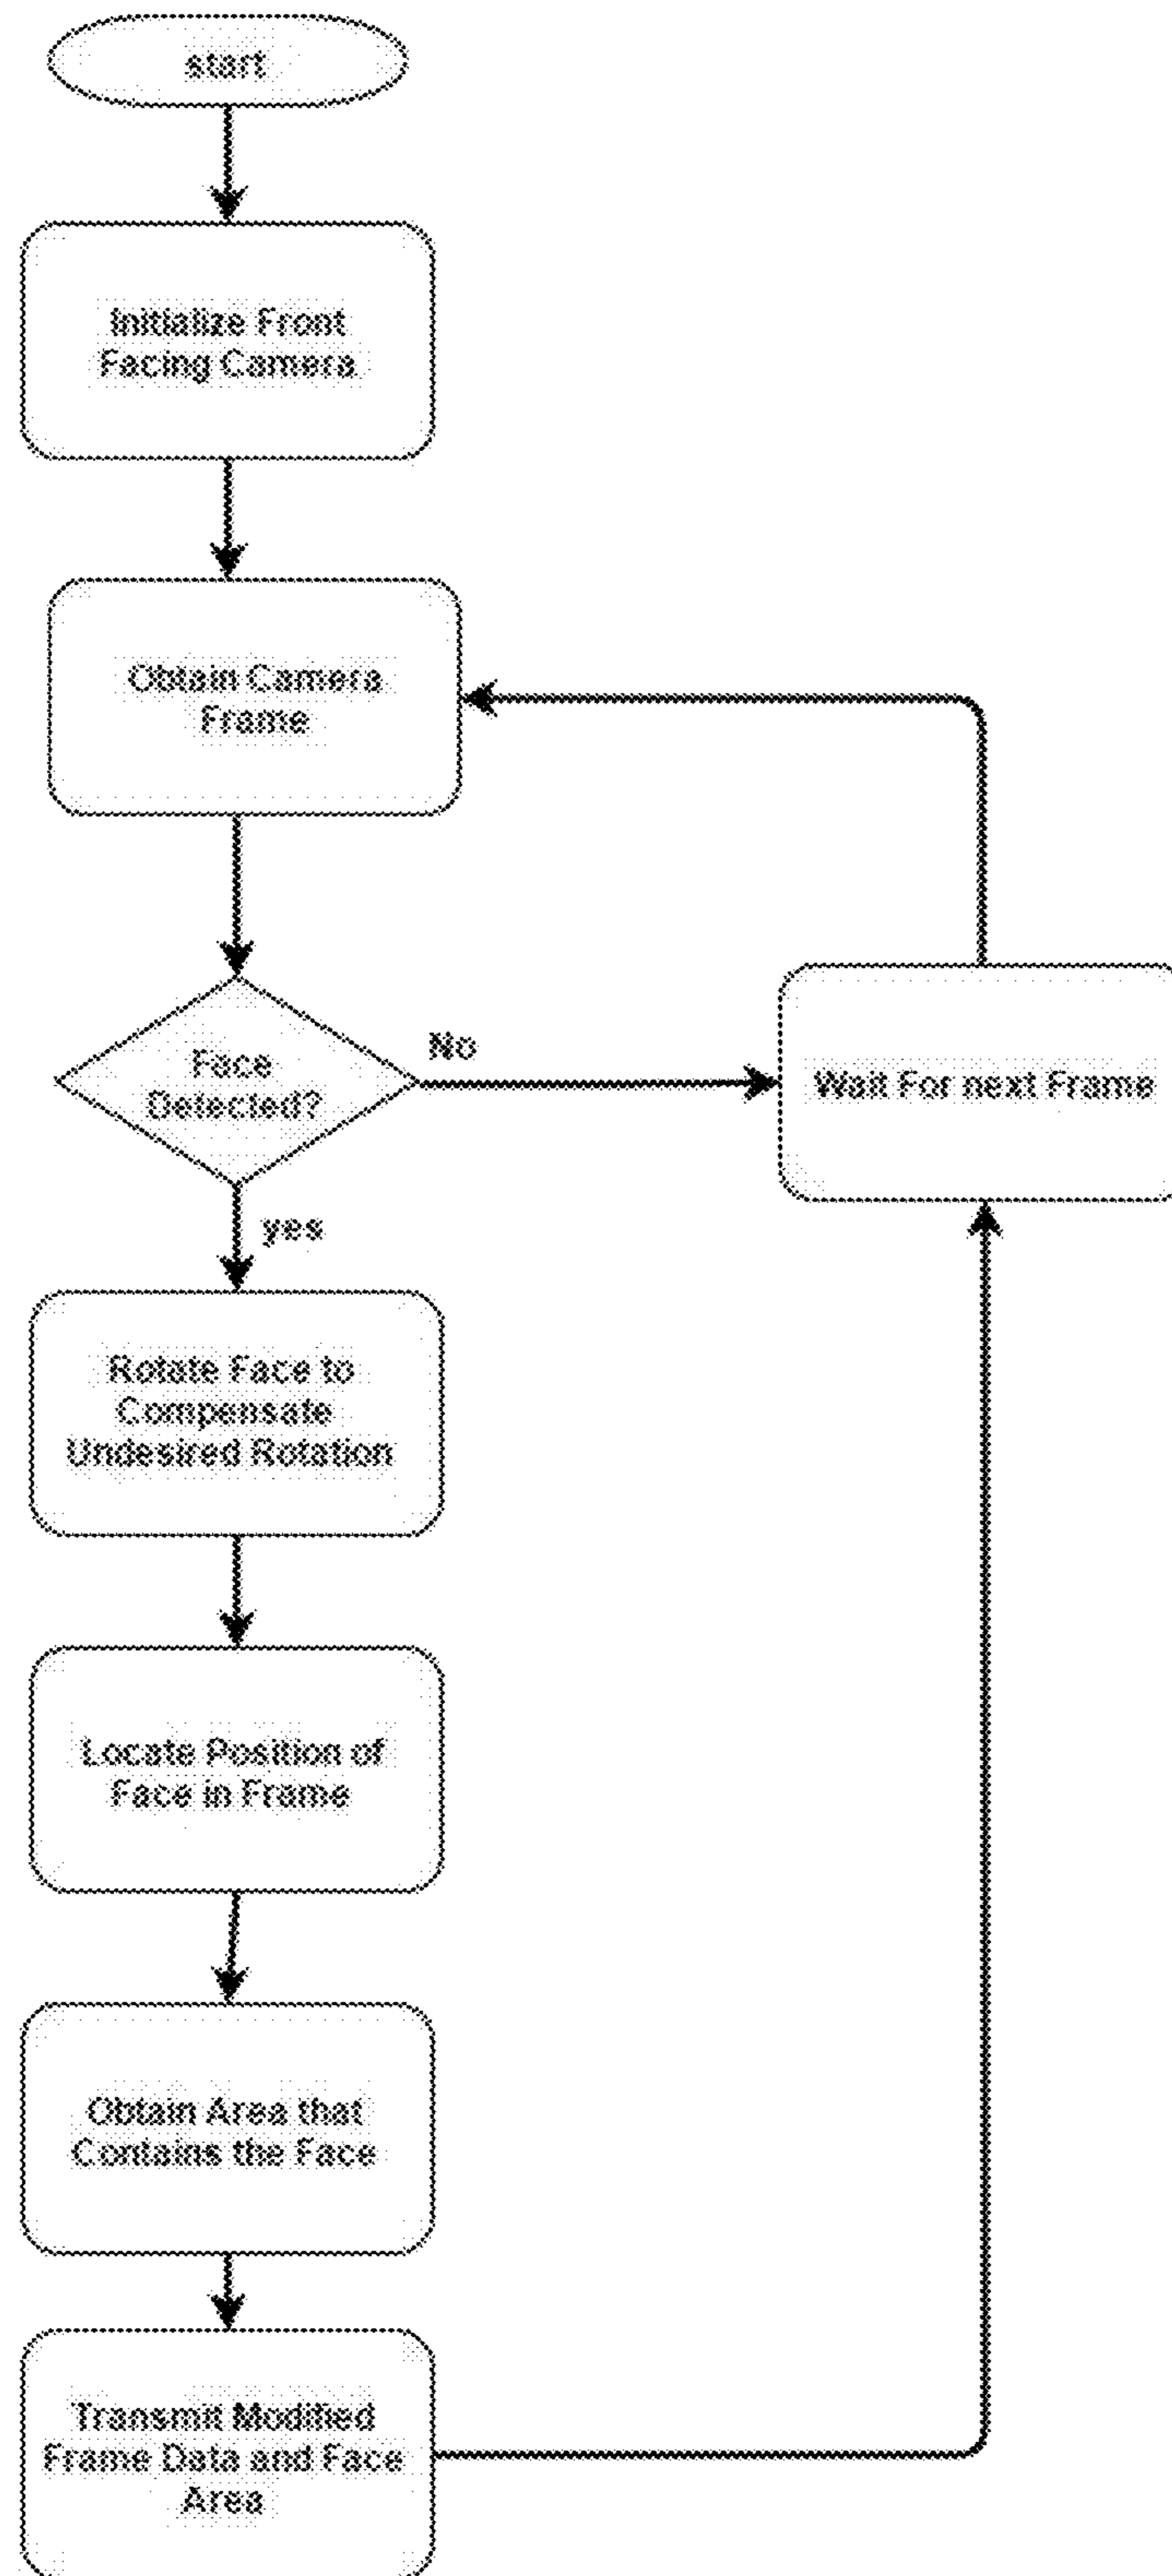 start
Initialize Front
Facing Camera
Obtain Camera
Frame
Face
Detected?
No
Wait For next Frame
yes
Rotate Face to
Compensate
Undesired Rotation
Locate Position of
Face in Frame
Obtain Area that
Contains the Face
Transmit Modified
Frame Data and Face
Area